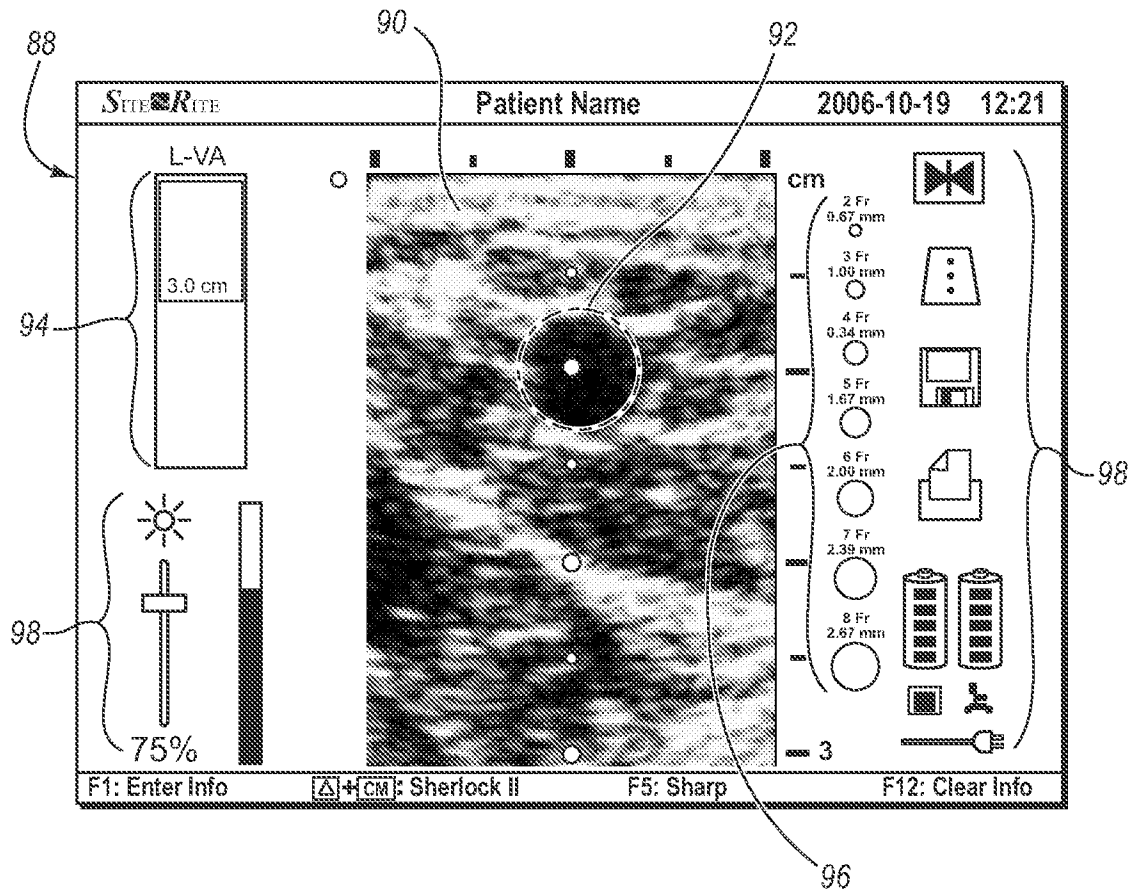 90
92
88
SITE RITE Patient Name 2006-10-19 12:21
L-VA
cm
2 Fr
0.67 mm
3 Fr
1.00 mm
3.0 cm
94
4 Fr
0.34 mm
5 Fr
1.67 mm
6 Fr
2.00 mm
98
7 Fr
2.39 mm
8 Fr
2.67 mm
98
75%
3
F1: Enter Info △+CM: Sherlock II F5: Sharp F12: Clear Info
96